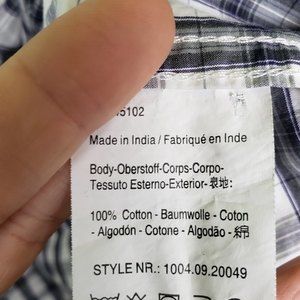 5102
Made in India / Fabriqué en Inde
Body-Oberstoff-Corps-Corpo-
Tessuto Esterno-Exterior-表地:
100% Cotton - Baumwolle - Coton
- Algodón - Cotone - Algodão - 綿
STYLE NR.: 1004.09.20049